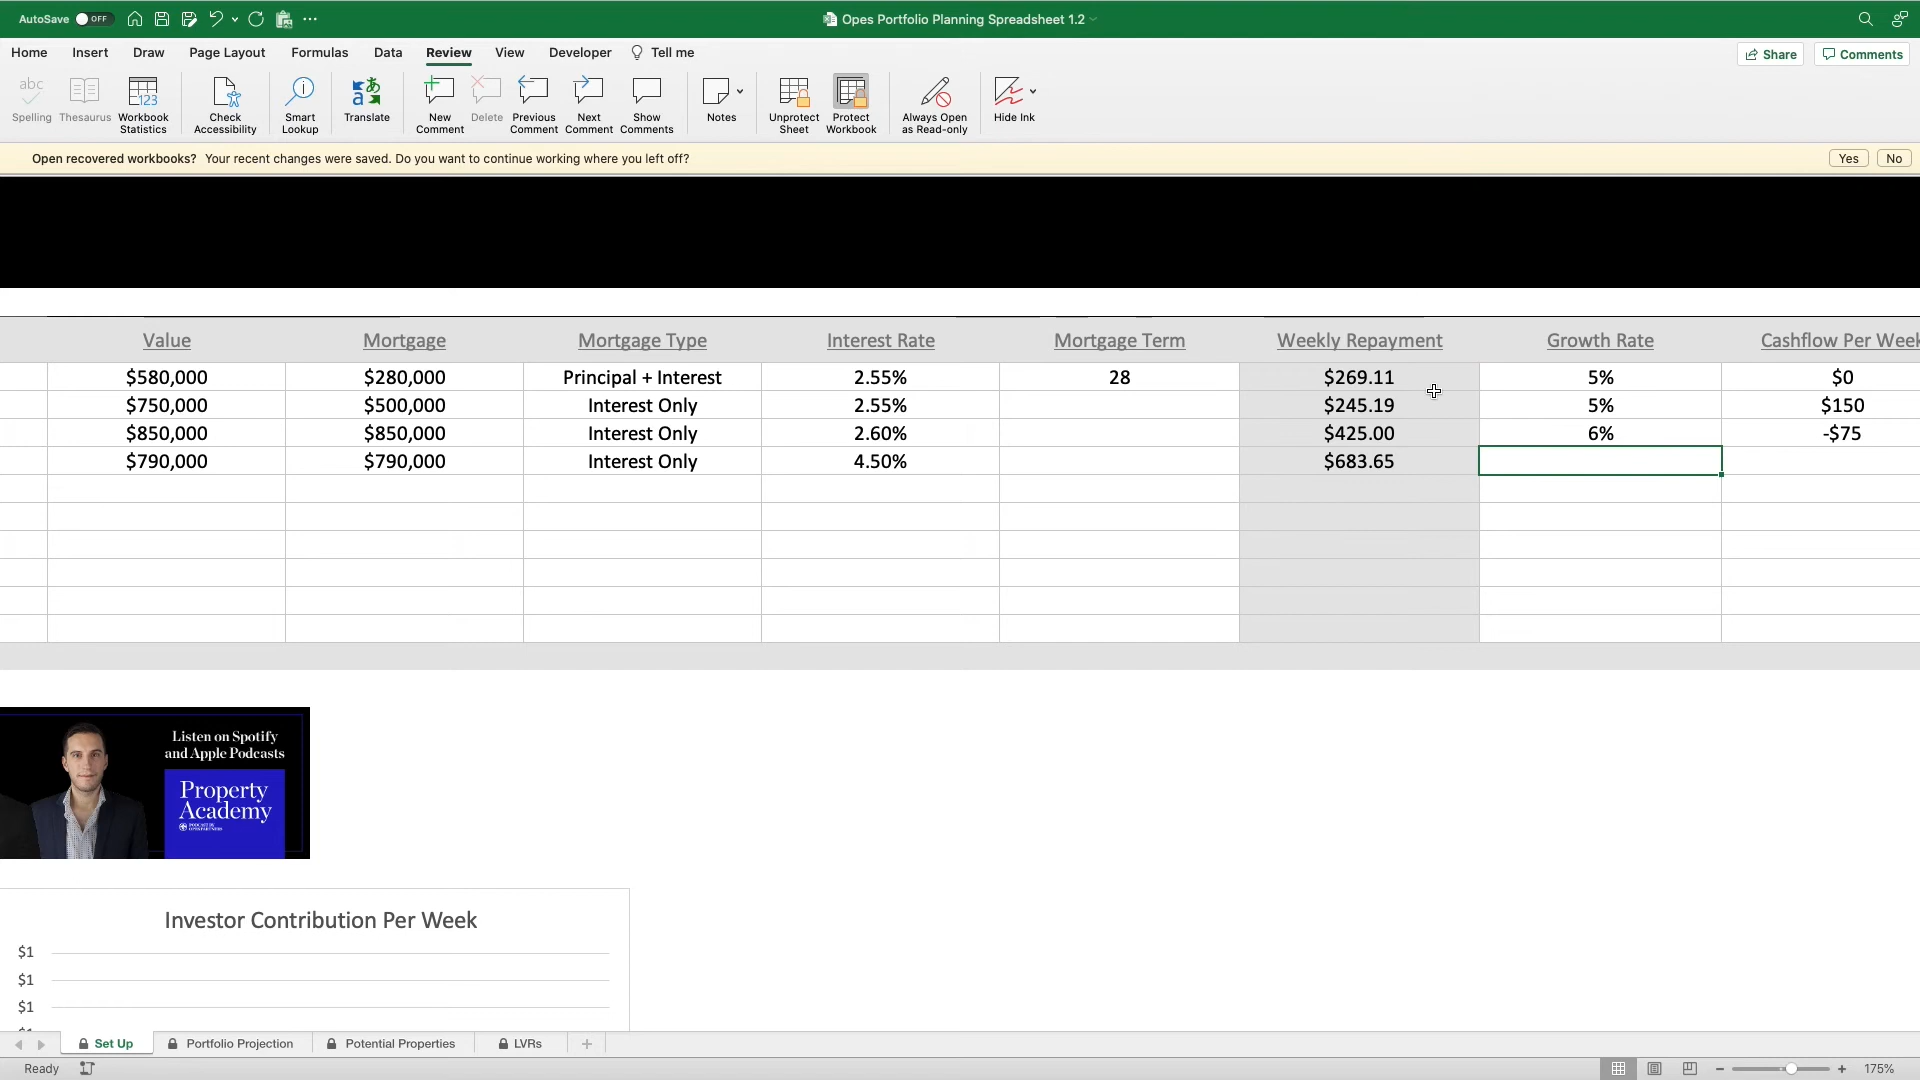 AutoSave OFF
Opes Portfolio Planning Spreadsheet 1.2
Home Insert Draw Page Layout Formulas Data Review View Developer Tell me
Share Comments
abc
Spelling
Thesaurus
123
Workbook Statistics
Check Accessibility
Smart Lookup
Translate
New Comment
Delete
Previous Comment
Next Comment
Show Comments
Notes
Unprotect Sheet
Protect Workbook
Always Open as Read-only
Hide Ink
Open recovered workbooks? Your recent changes were saved. Do you want to continue working where you left off? Yes No
Value Mortgage Mortgage Type Interest Rate Mortgage Term Weekly Repayment Growth Rate Cashflow Per Week
$580,000 $280,000 Principal + Interest 2.55% 28 $269.11 5% $0
$750,000 $500,000 Interest Only 2.55% $245.19 5% $150
$850,000 $850,000 Interest Only 2.60% $425.00 6% -$75
$790,000 $790,000 Interest Only 4.50% $683.65
Listen on Spotify
and Apple Podcasts
Property
Academy
Investor Contribution Per Week
$1
$1
$1
Set Up Portfolio Projection Potential Properties LVRs
Ready 175%